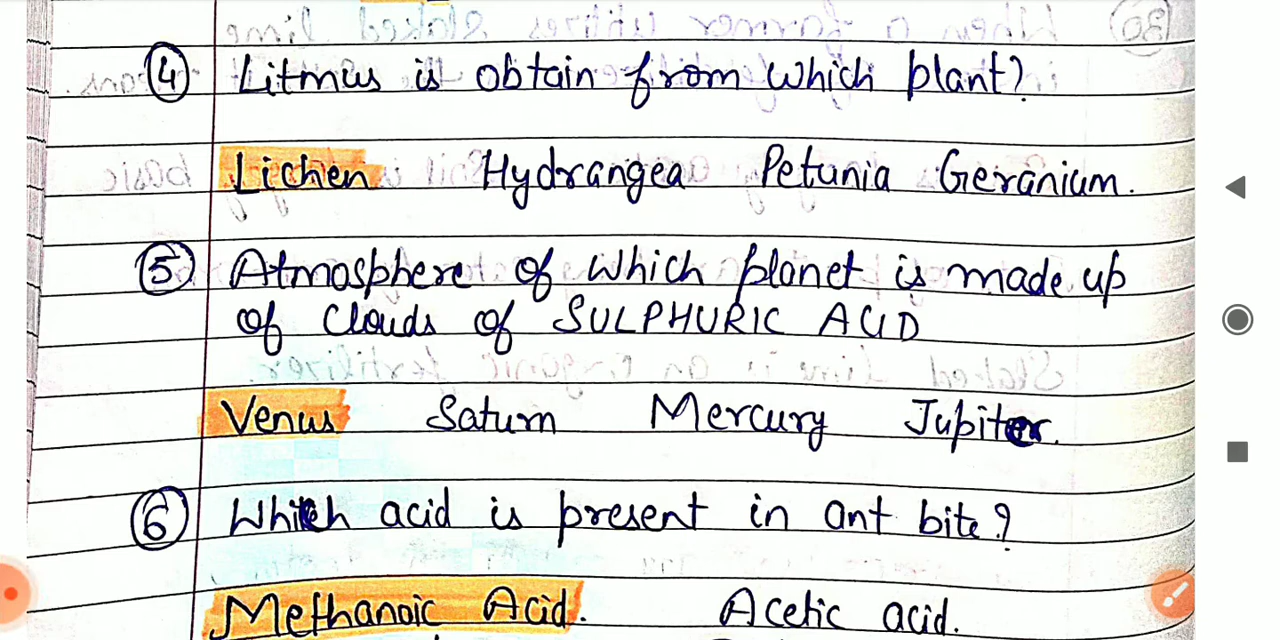 4 Litmus is obtain from which plant?
Lichen Hydrangea Petunia Geranium.
5 Atmosphere of which planet is made up
of clouds of SULPHURIC ACID
Venus Saturn Mercury Jupiter.
6 Which acid is present in ant bite?
Methanoic Acid. Acetic acid.